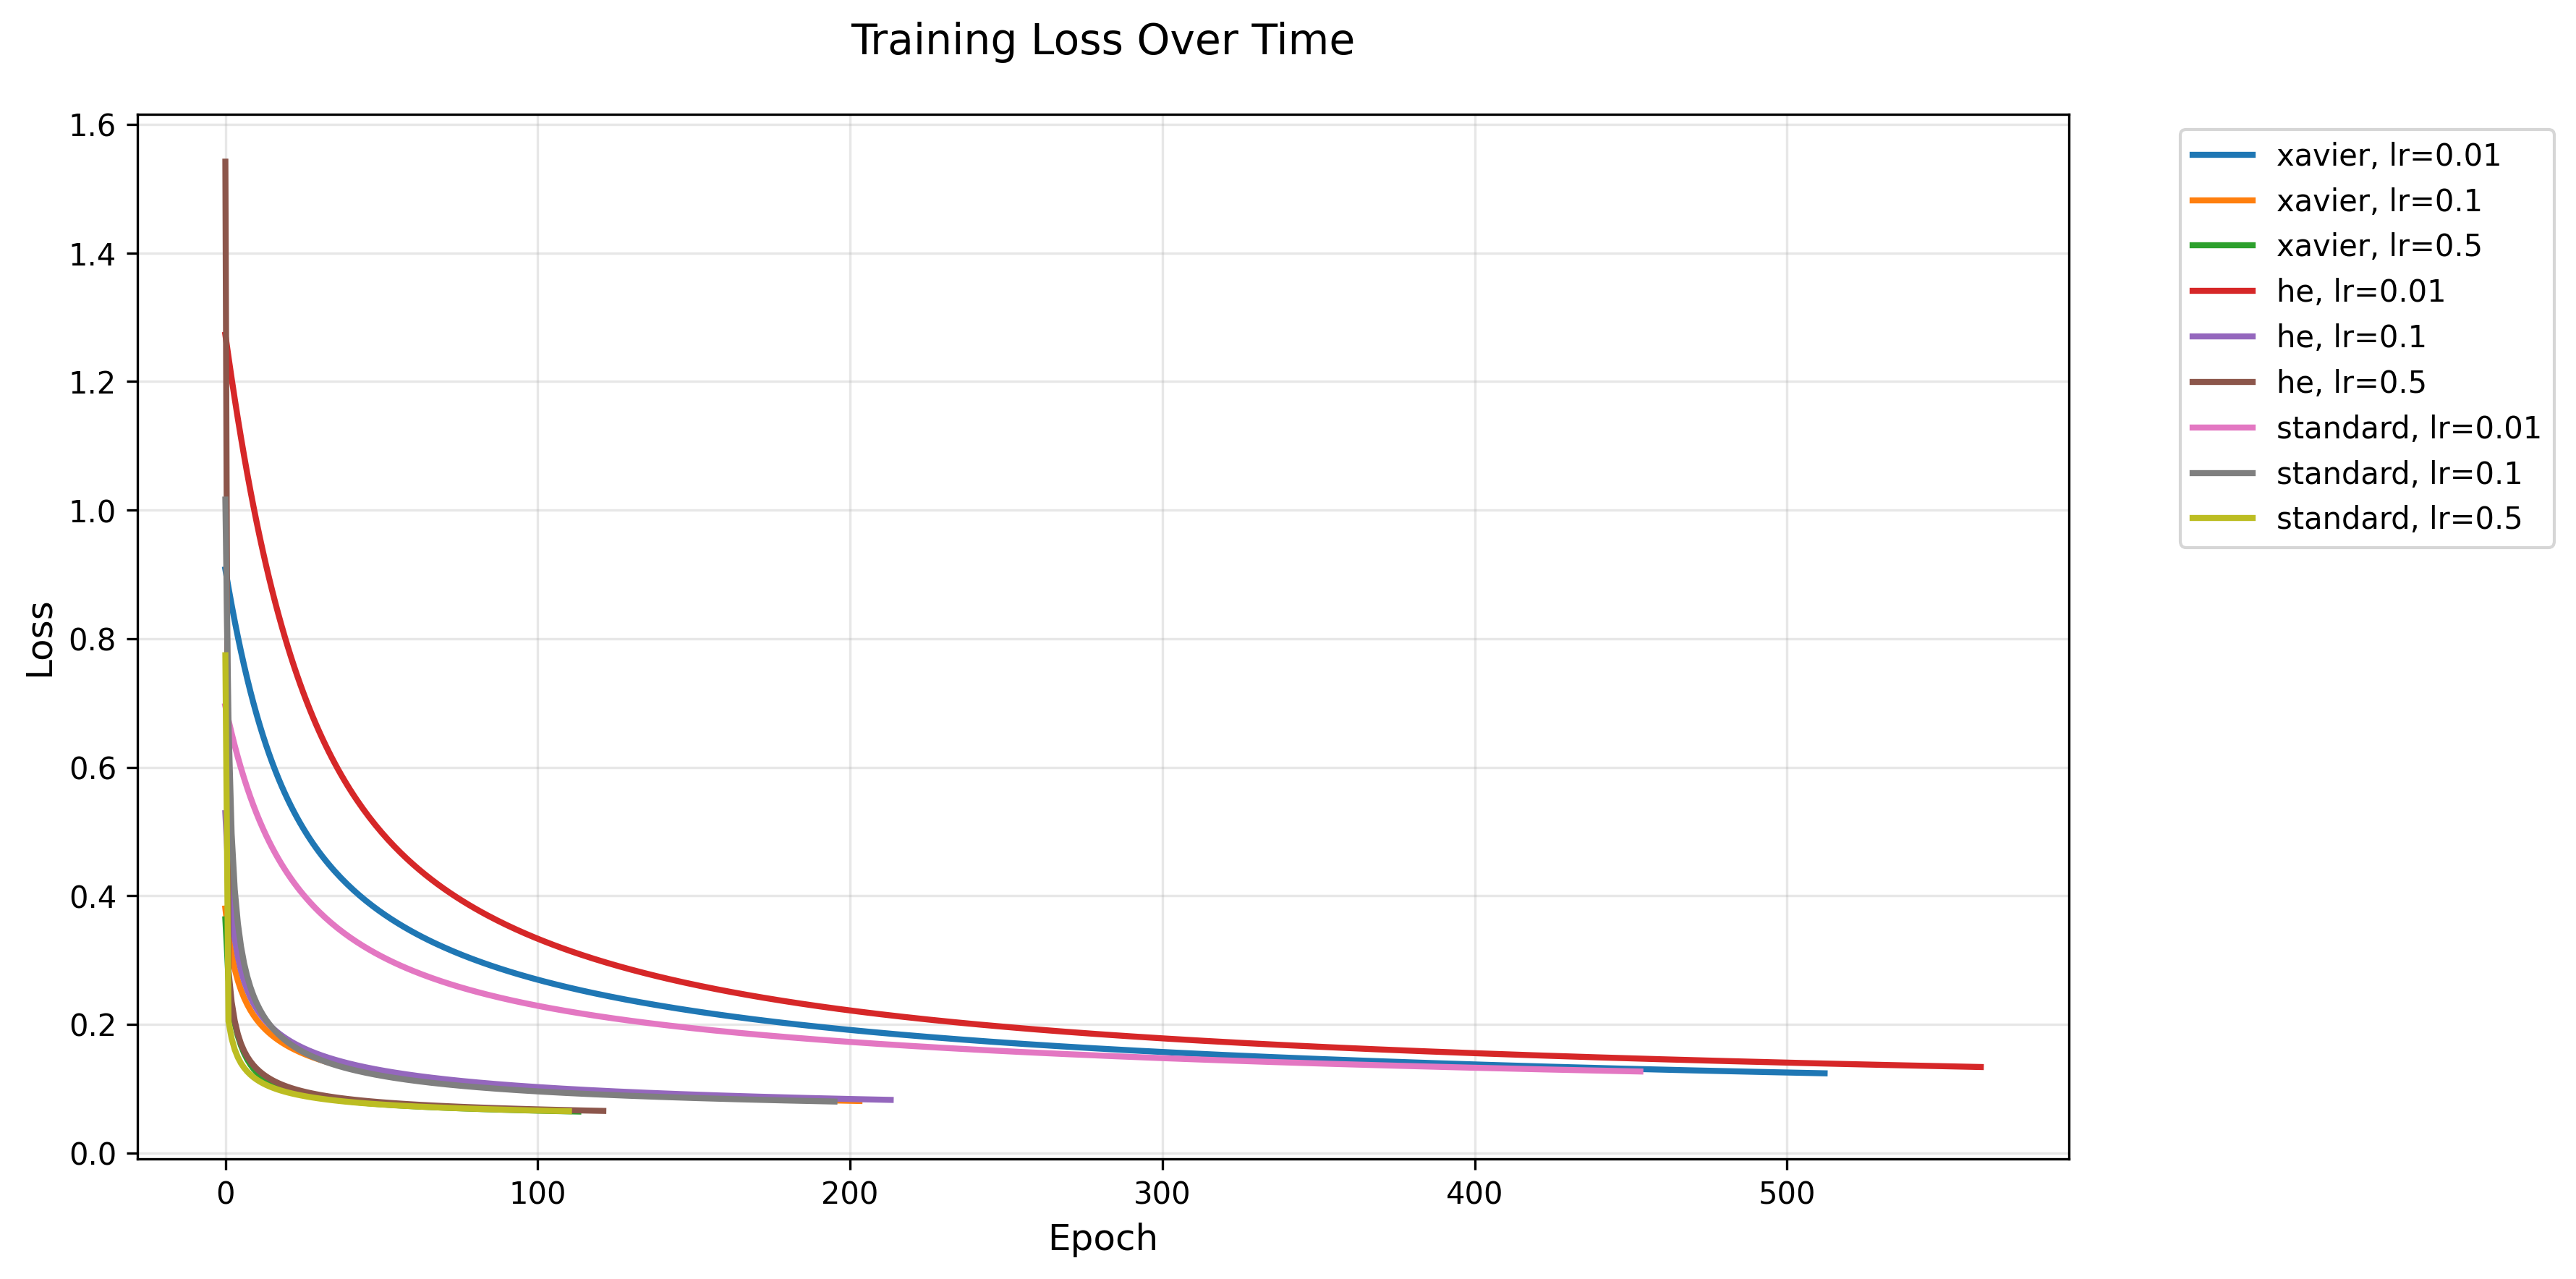 Training Loss Over Time
1.6
1.4
1.2
1.0
0.8
0.6
0.4
0.2
0.0
Loss
0 100 200 300 400 500
Epoch
xavier, lr=0.01
xavier, lr=0.1
xavier, lr=0.5
he, lr=0.01
he, lr=0.1
he, lr=0.5
standard, lr=0.01
standard, lr=0.1
standard, lr=0.5